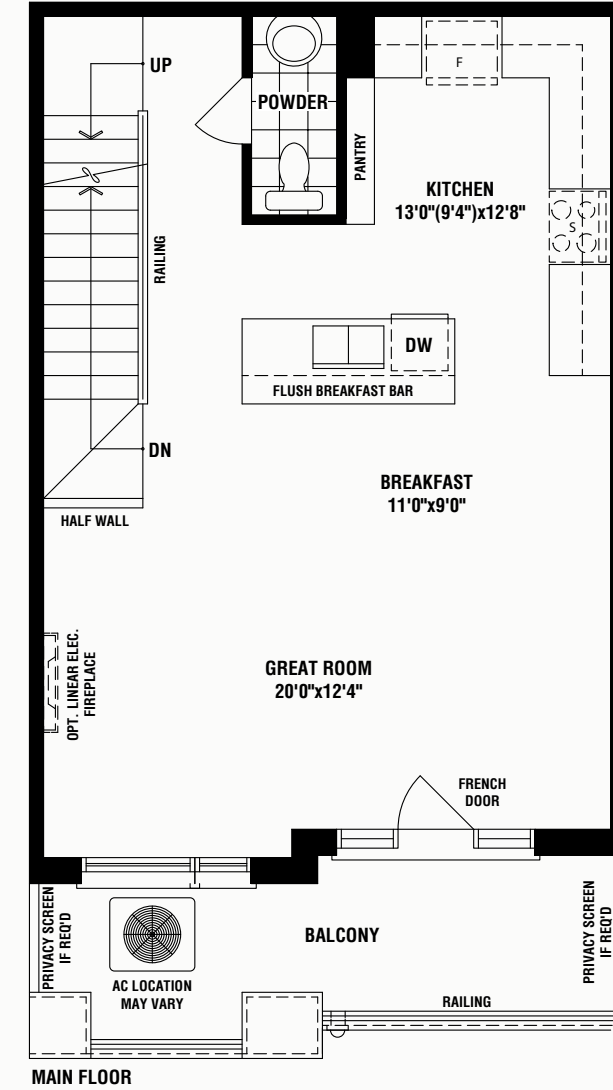 UP
POWDER
F
PANTRY
KITCHEN
13'0"(9'4")x12'8"
S
RAILING
DW
FLUSH BREAKFAST BAR
DN
BREAKFAST
11'0"x9'0"
HALF WALL
OPT. LINEAR ELEC.
FIREPLACE
GREAT ROOM
20'0"x12'4"
FRENCH
DOOR
PRIVACY SCREEN
IF REQ'D
BALCONY
PRIVACY SCREEN
IF REQ'D
AC LOCATION
MAY VARY
RAILING
MAIN FLOOR